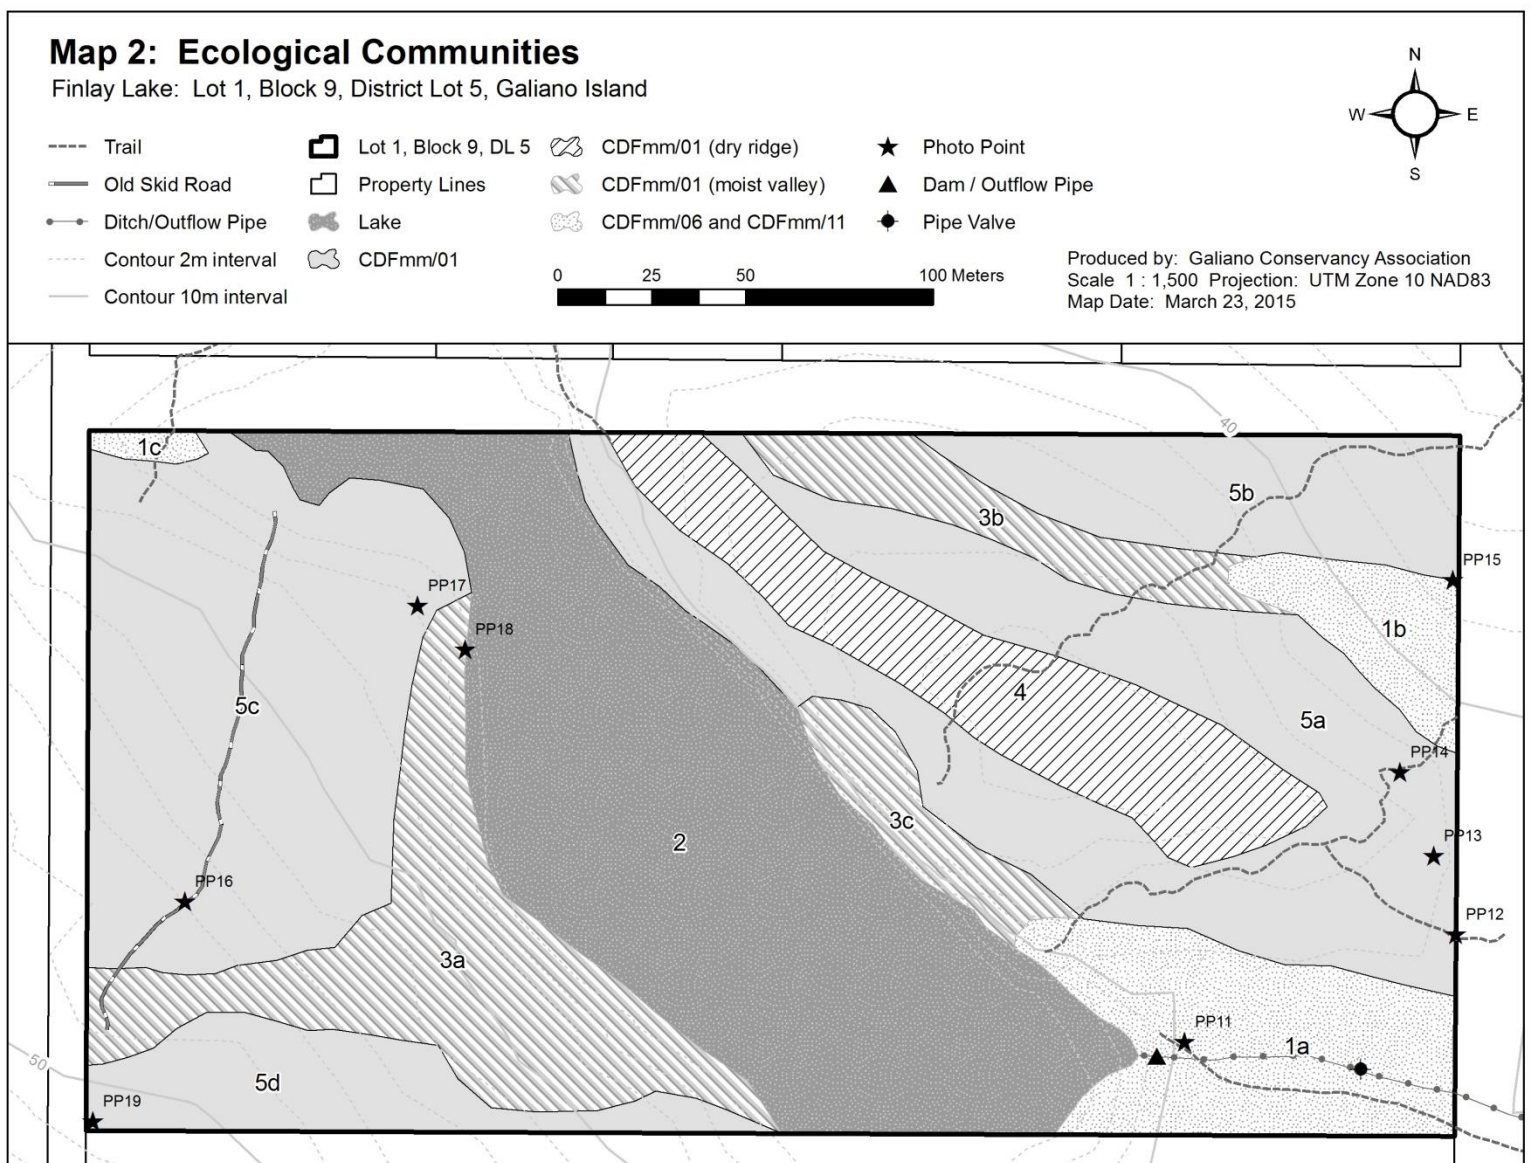 Map 2: Ecological Communities
Finlay Lake: Lot 1, Block 9, District Lot 5, Galiano Island
N
W E
S
Trail
Old Skid Road
Ditch/Outflow Pipe
Contour 2m interval
Contour 10m interval
Lot 1, Block 9, DL 5
Property Lines
Lake
CDFmm/01
CDFmm/01 (dry ridge)
CDFmm/01 (moist valley)
CDFmm/06 and CDFmm/11
Photo Point
Dam / Outflow Pipe
Pipe Valve
0 25 50 100 Meters
Produced by: Galiano Conservancy Association
Scale 1 : 1,500 Projection: UTM Zone 10 NAD83
Map Date: March 23, 2015
40
1c
5b
3b
PP15
PP17
PP18
1b
4
5c
5a
PP14
3c
2
PP13
PP16
PP12
3a
PP11
1a
50
5d
PP19